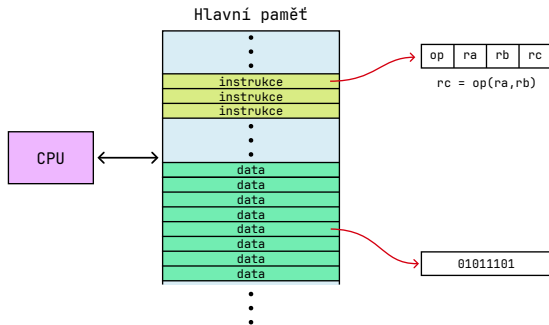 Hlavní paměť
op ra rb rc
instrukce
rc = op(ra,rb)
instrukce
instrukce
CPU
data
data
data
data
data
data
data
data
01011101